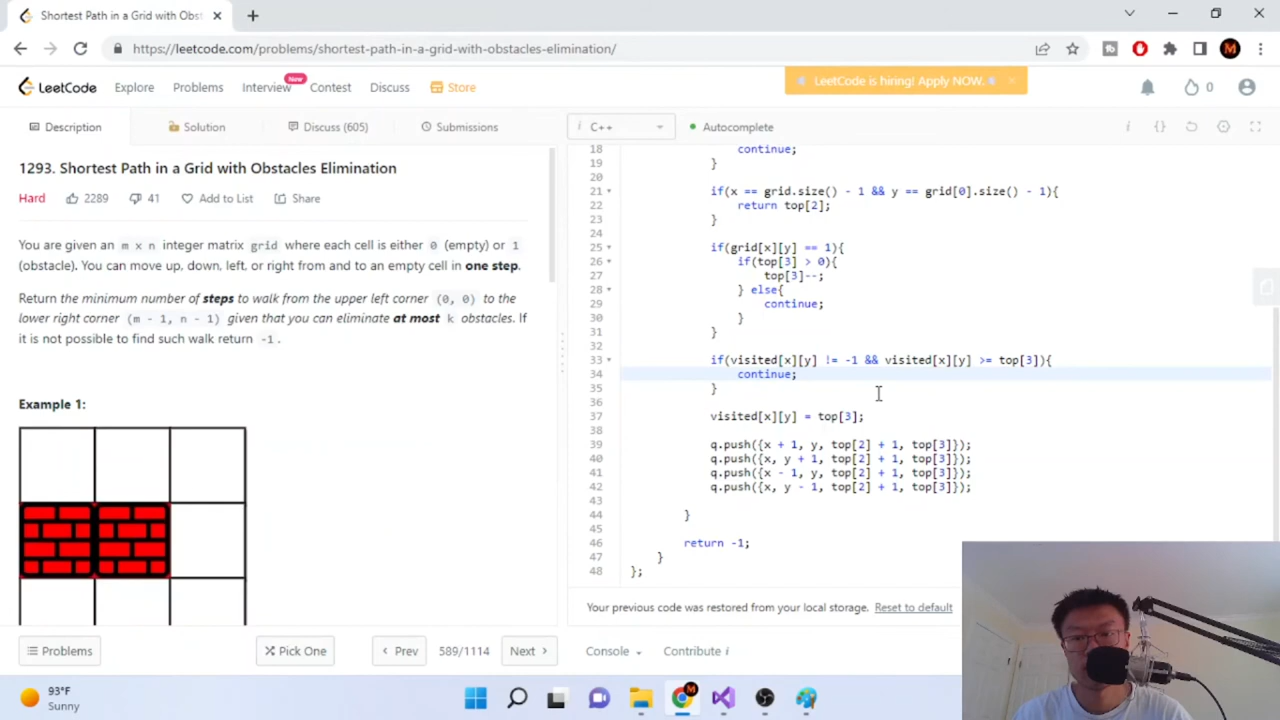 Shortest Path in a Grid with Obst
https://leetcode.com/problems/shortest-path-in-a-grid-with-obstacles-elimination/
LeetCode Explore Problems Interview New Contest Discuss Store
LeetCode is hiring! Apply NOW.
0
Description Solution Discuss (605) Submissions
i C++ Autocomplete
1293. Shortest Path in a Grid with Obstacles Elimination
Hard 2289 41 Add to List Share
You are given an m x n integer matrix grid where each cell is either 0 (empty) or 1
(obstacle). You can move up, down, left, or right from and to an empty cell in one step.
Return the minimum number of steps to walk from the upper left corner (0, 0) to the
lower right corner (m - 1, n - 1) given that you can eliminate at most k obstacles. If
it is not possible to find such walk return -1 .
Example 1:
18 continue;
19 }
20
21 if(x == grid.size() - 1 && y == grid[0].size() - 1){
22 return top[2];
23 }
24
25 if(grid[x][y] == 1){
26 if(top[3] > 0){
27 top[3]--;
28 } else{
29 continue;
30 }
31 }
32
33 if(visited[x][y] != -1 && visited[x][y] >= top[3]){
34 continue;
35 }
36
37 visited[x][y] = top[3];
38
39 q.push({x + 1, y, top[2] + 1, top[3]});
40 q.push({x, y + 1, top[2] + 1, top[3]});
41 q.push({x - 1, y, top[2] + 1, top[3]});
42 q.push({x, y - 1, top[2] + 1, top[3]});
43
44 }
45
46 return -1;
47 }
48 };
Your previous code was restored from your local storage. Reset to default
Problems Pick One Prev 589/1114 Next Console Contribute i
93°F
Sunny